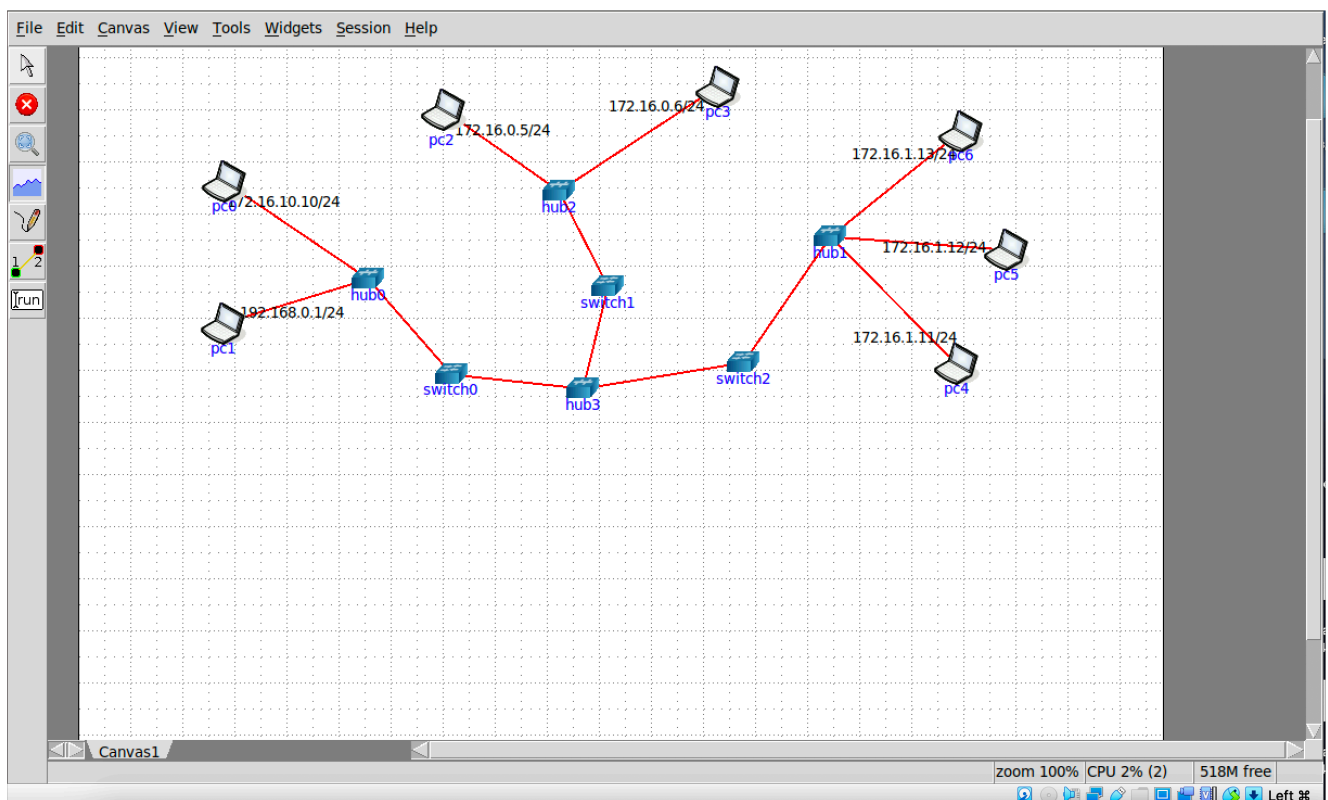 File Edit Canvas View Tools Widgets Session Help
172.16.0.6/24
pc3
172.16.0.5/24
pc2
172.16.1.13/24
pc6
172.16.10.10/24
pc0
hub2
172.16.1.12/24
hub1
pc5
hub0
switch1
192.168.0.1/24
pc1
172.16.1.11/24
switch0
switch2
pc4
hub3
1 2
run
Canvas1
zoom 100% CPU 2% (2) 518M free
Left ⌘